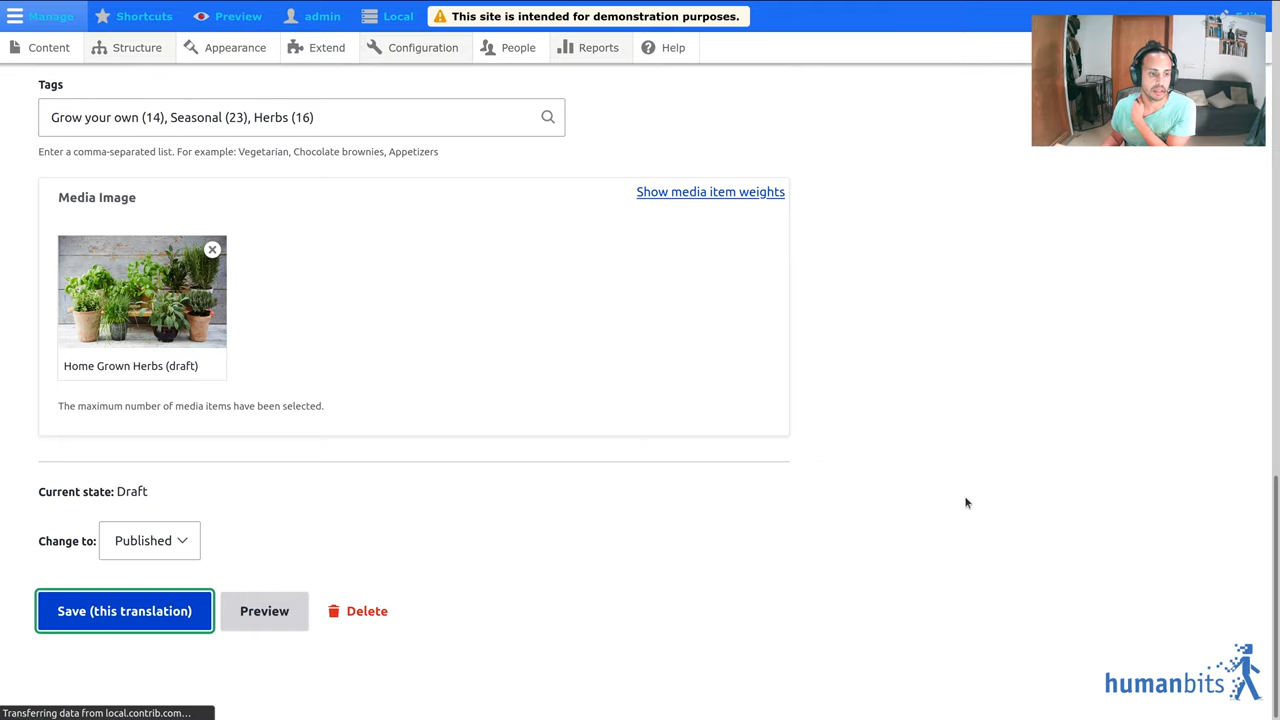 Manage Shortcuts Preview admin Local This site is intended for demonstration purposes. Edit
Content Structure Appearance Extend Configuration People Reports Help
Tags
Grow your own (14), Seasonal (23), Herbs (16)
Enter a comma-separated list. For example: Vegetarian, Chocolate brownies, Appetizers
Media Image
Show media item weights
Home Grown Herbs (draft)
The maximum number of media items have been selected.
Current state: Draft
Change to: Published
Save (this translation) Preview Delete
humanbits
Transferring data from local.contrib.com...